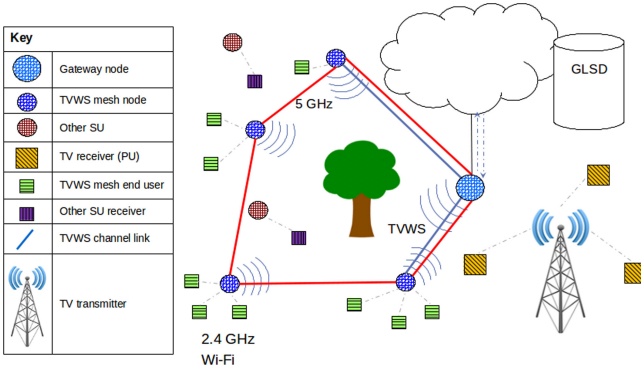 Key
Gateway node
TVWS mesh node
Other SU
TV receiver (PU)
TVWS mesh end user
Other SU receiver
TVWS channel link
TV transmitter
5 GHz
GLSD
TVWS
2.4 GHz
Wi-Fi